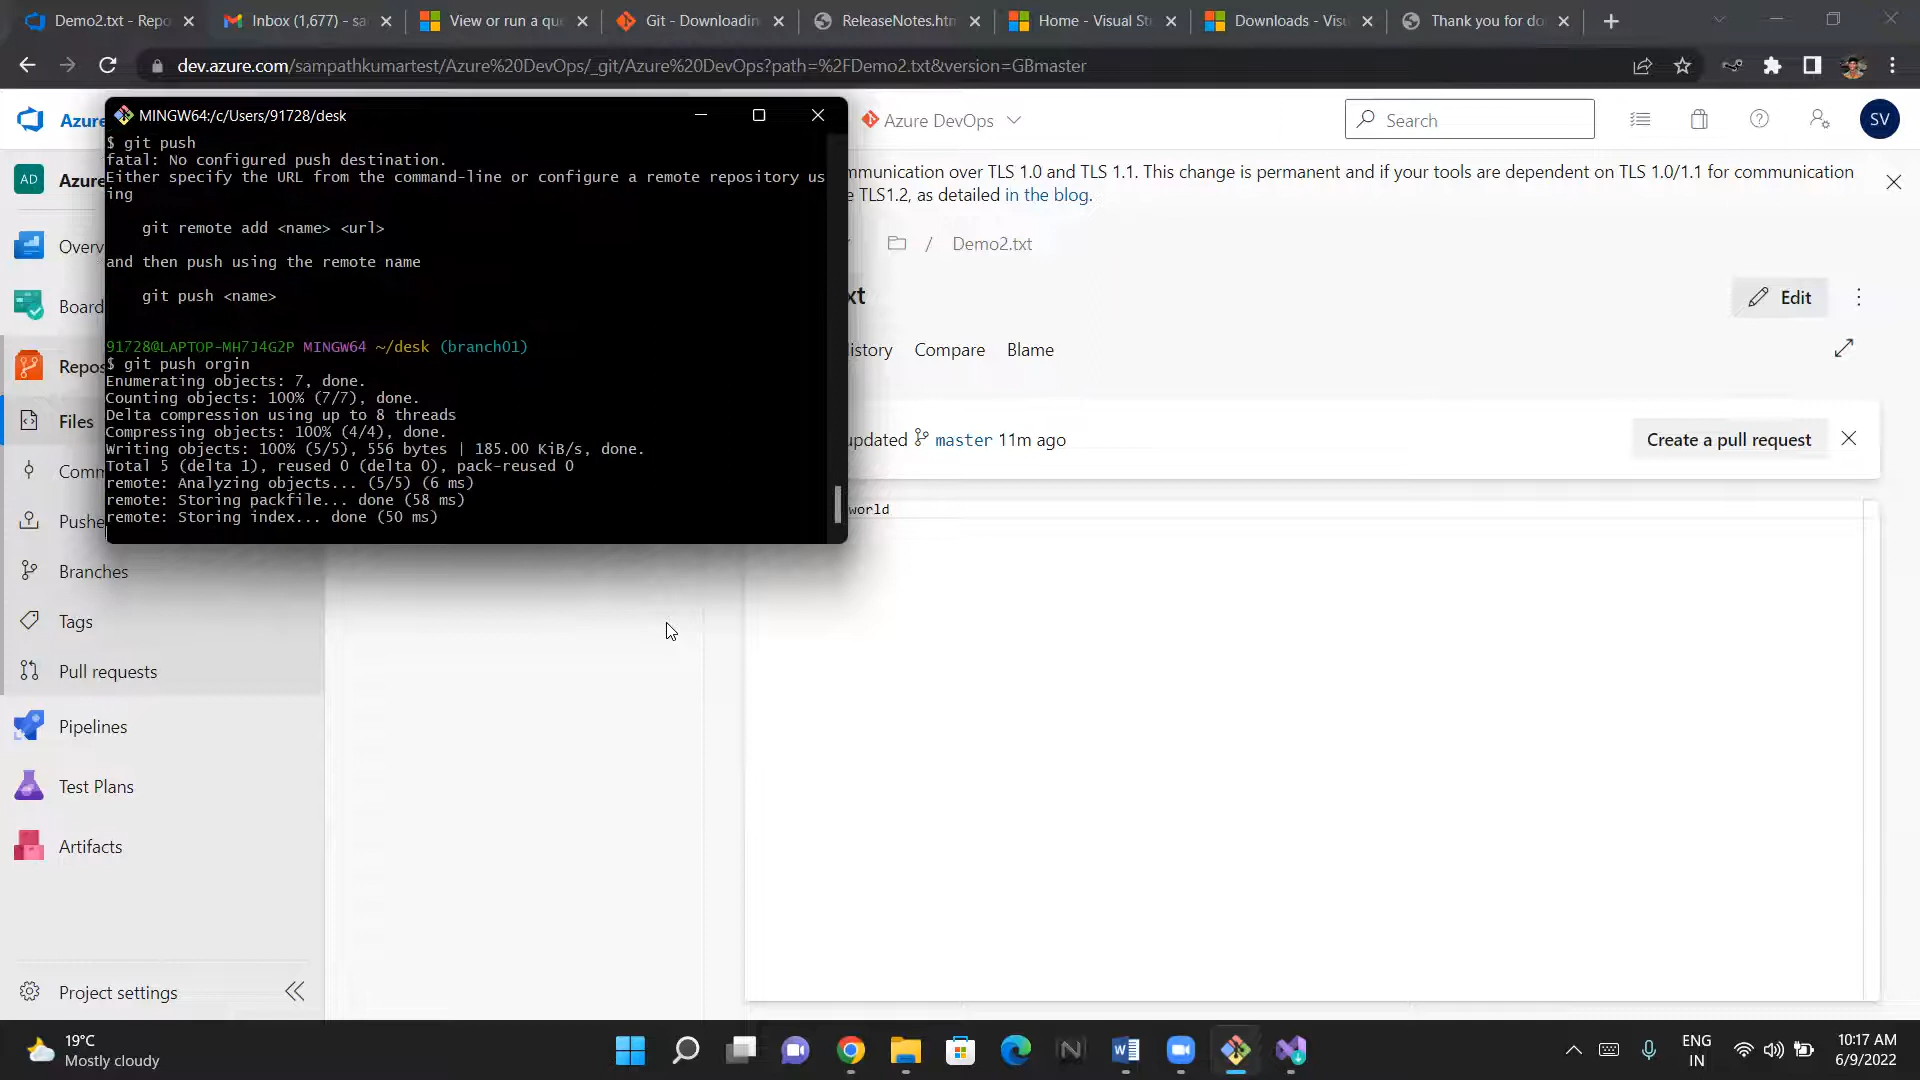 Demo2.txt - Repo
Inbox (1,677) - sa
View or run a que
Git - Downloadin
ReleaseNotes.htm
Home - Visual St
Downloads - Visu
Thank you for do
dev.azure.com/sampathkumartest/Azure%20DevOps/_git/Azure%20DevOps?path=%2FDemo2.txt&version=GBmaster
Azure DevOps
Search
SV
mmunication over TLS 1.0 and TLS 1.1. This change is permanent and if your tools are dependent on TLS 1.0/1.1 for communication
e TLS1.2, as detailed in the blog.
/ Demo2.txt
xt
Edit
istory
Compare
Blame
updated master 11m ago
Create a pull request
world
MINGW64:/c/Users/91728/desk
$ git push
fatal: No configured push destination.
Either specify the URL from the command-line or configure a remote repository us
ing
git remote add <name> <url>
and then push using the remote name
git push <name>
91728@LAPTOP-MH7J4G2P MINGW64 ~/desk (branch01)
$ git push orgin
Enumerating objects: 7, done.
Counting objects: 100% (7/7), done.
Delta compression using up to 8 threads
Compressing objects: 100% (4/4), done.
Writing objects: 100% (5/5), 556 bytes | 185.00 KiB/s, done.
Total 5 (delta 1), reused 0 (delta 0), pack-reused 0
remote: Analyzing objects... (5/5) (6 ms)
remote: Storing packfile... done (58 ms)
remote: Storing index... done (50 ms)
Azure
AD
Azure
Overv
Board
Repos
Files
Comm
Pushe
Branches
Tags
Pull requests
Pipelines
Test Plans
Artifacts
Project settings
19°C
Mostly cloudy
ENG
IN
10:17 AM
6/9/2022